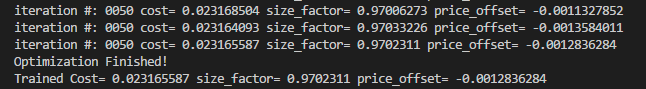 iteration #: 0050 cost= 0.023168504 size_factor= 0.97006273 price_offset= -0.0011327852
iteration #: 0050 cost= 0.023164093 size_factor= 0.97033226 price_offset= -0.0013584011
iteration #: 0050 cost= 0.023165587 size_factor= 0.9702311 price_offset= -0.0012836284
Optimization Finished!
Trained Cost= 0.023165587 size_factor= 0.9702311 price_offset= -0.0012836284